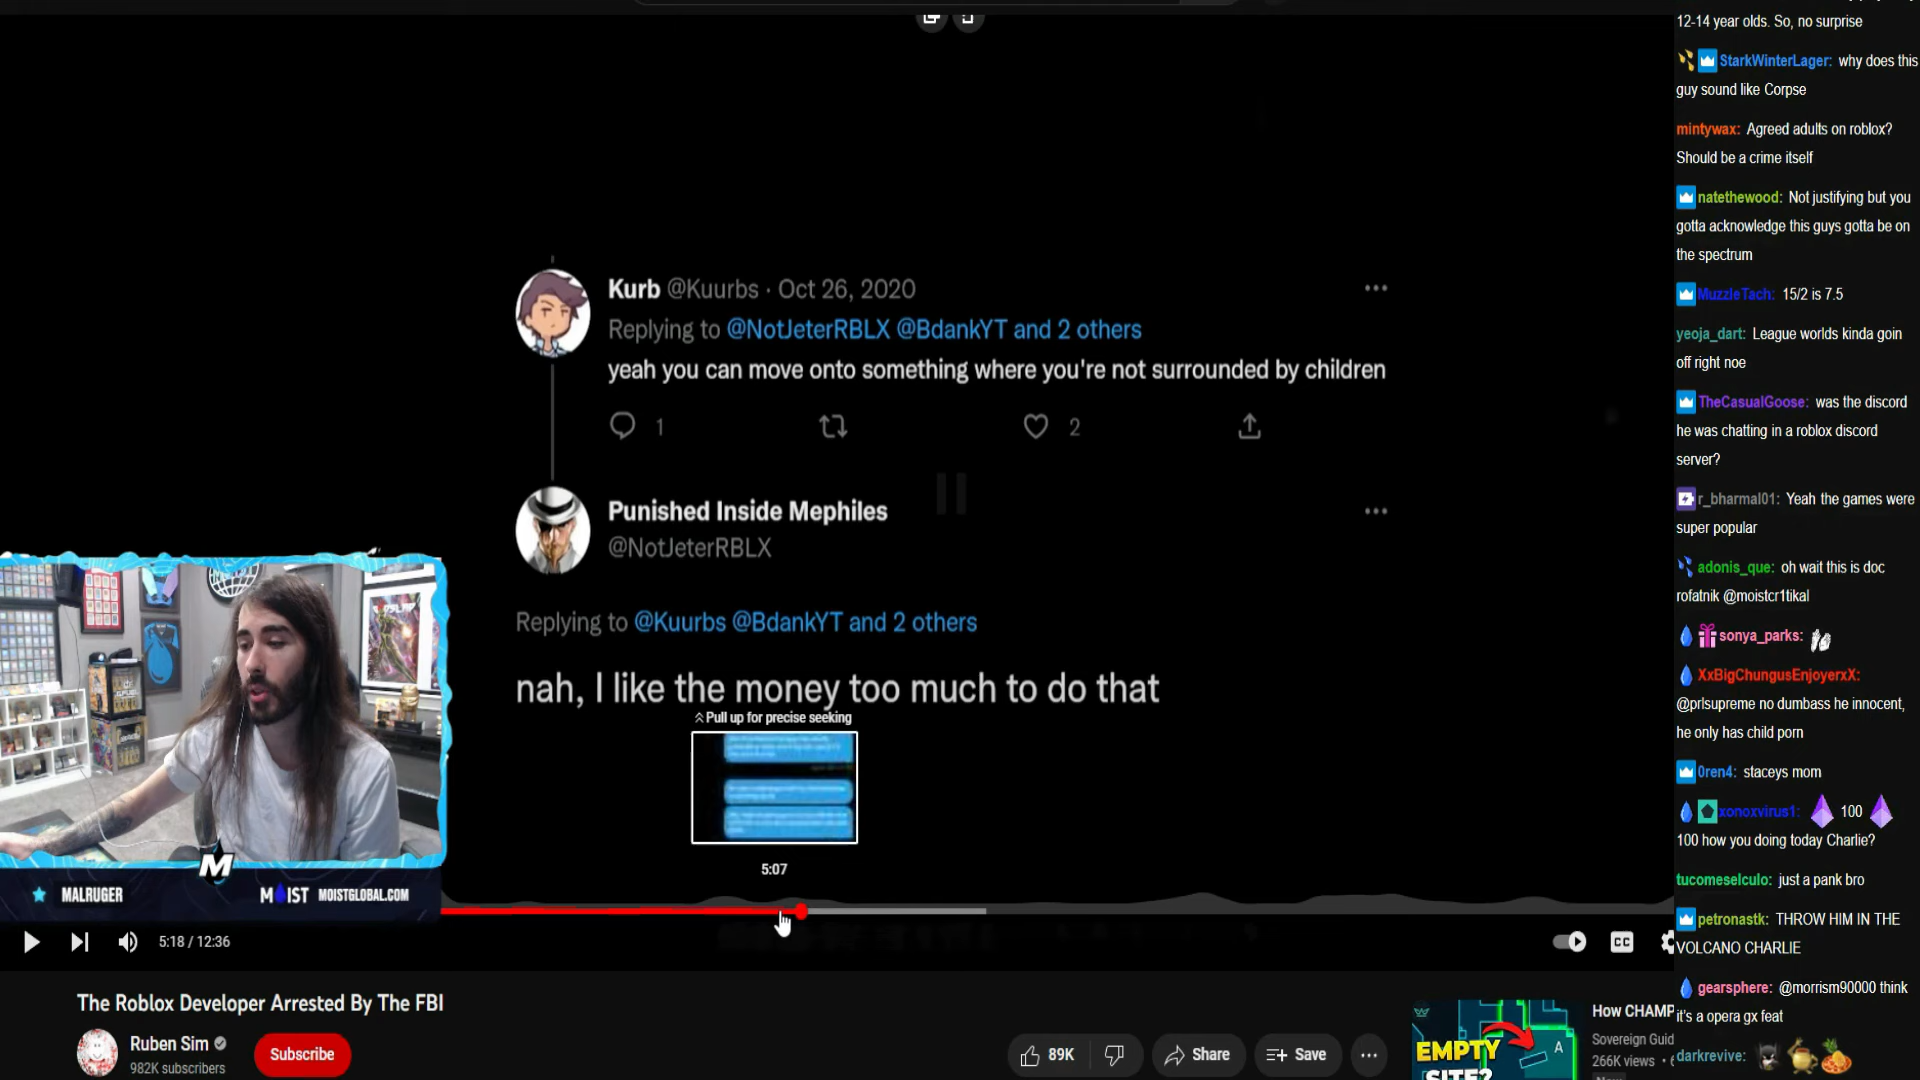 Kurb @Kuurbs · Oct 26, 2020
Replying to @NotJeterRBLX @BdankYT and 2 others
yeah you can move onto something where you're not surrounded by children
1
2
Punished Inside Mephiles
@NotJeterRBLX
Replying to @Kuurbs @BdankYT and 2 others
nah, I like the money too much to do that
Pull up for precise seeking
5:07
M
MALRUGER
MOIST MOISTGLOBAL.COM
5:18 / 12:36
CC
The Roblox Developer Arrested By The FBI
Ruben Sim
982K subscribers
Subscribe
89K
Share
Save
EMPTY
SITE?
A
How CHAMP
Sovereign Guid
266K views
12-14 year olds. So, no surprise
StarkWinterLager: why does this
guy sound like Corpse
mintywax: Agreed adults on roblox?
Should be a crime itself
natethewood: Not justifying but you
gotta acknowledge this guys gotta be on
the spectrum
MuzzleTach: 15/2 is 7.5
yeoja_dart: League worlds kinda goin
off right noe
TheCasualGoose: was the discord
he was chatting in a roblox discord
server?
r_bharmal01: Yeah the games were
super popular
adonis_que: oh wait this is doc
rofatnik @moistcr1tikal
sonya_parks:
XxBigChungusEnjoyerxX:
@prlsupreme no dumbass he innocent,
he only has child porn
0ren4: staceys mom
xonoxvirus1: 100
100 how you doing today Charlie?
tucomeselculo: just a pank bro
petronastk: THROW HIM IN THE
VOLCANO CHARLIE
gearsphere: @morrism90000 think
it's a opera gx feat
darkrevive: